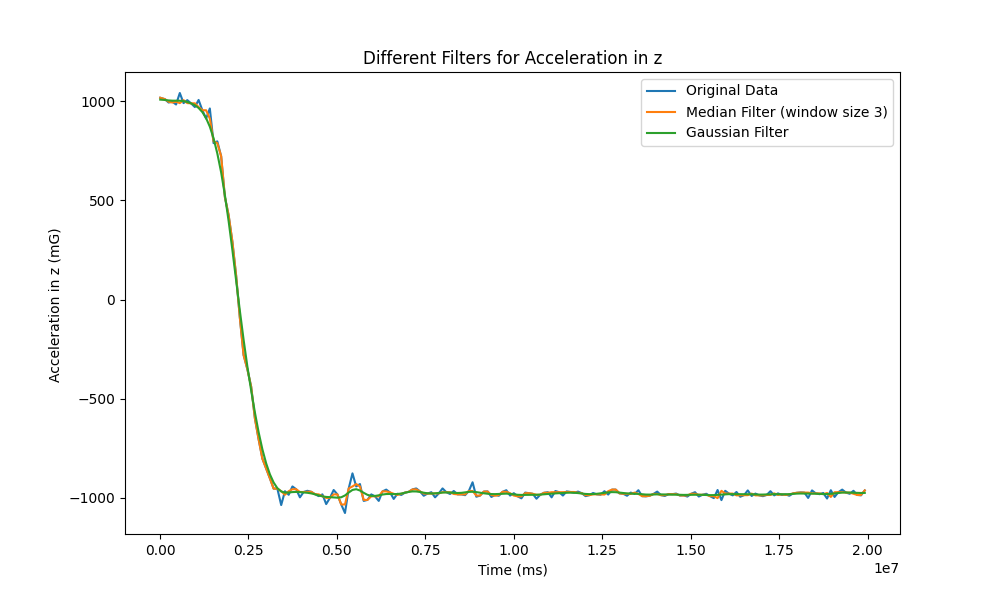 Different Filters for Acceleration in z
Original Data
Median Filter (window size 3)
Gaussian Filter
1000
500
0
−500
−1000
Acceleration in z (mG)
0.00 0.25 0.50 0.75 1.00 1.25 1.50 1.75 2.00
1e7
Time (ms)